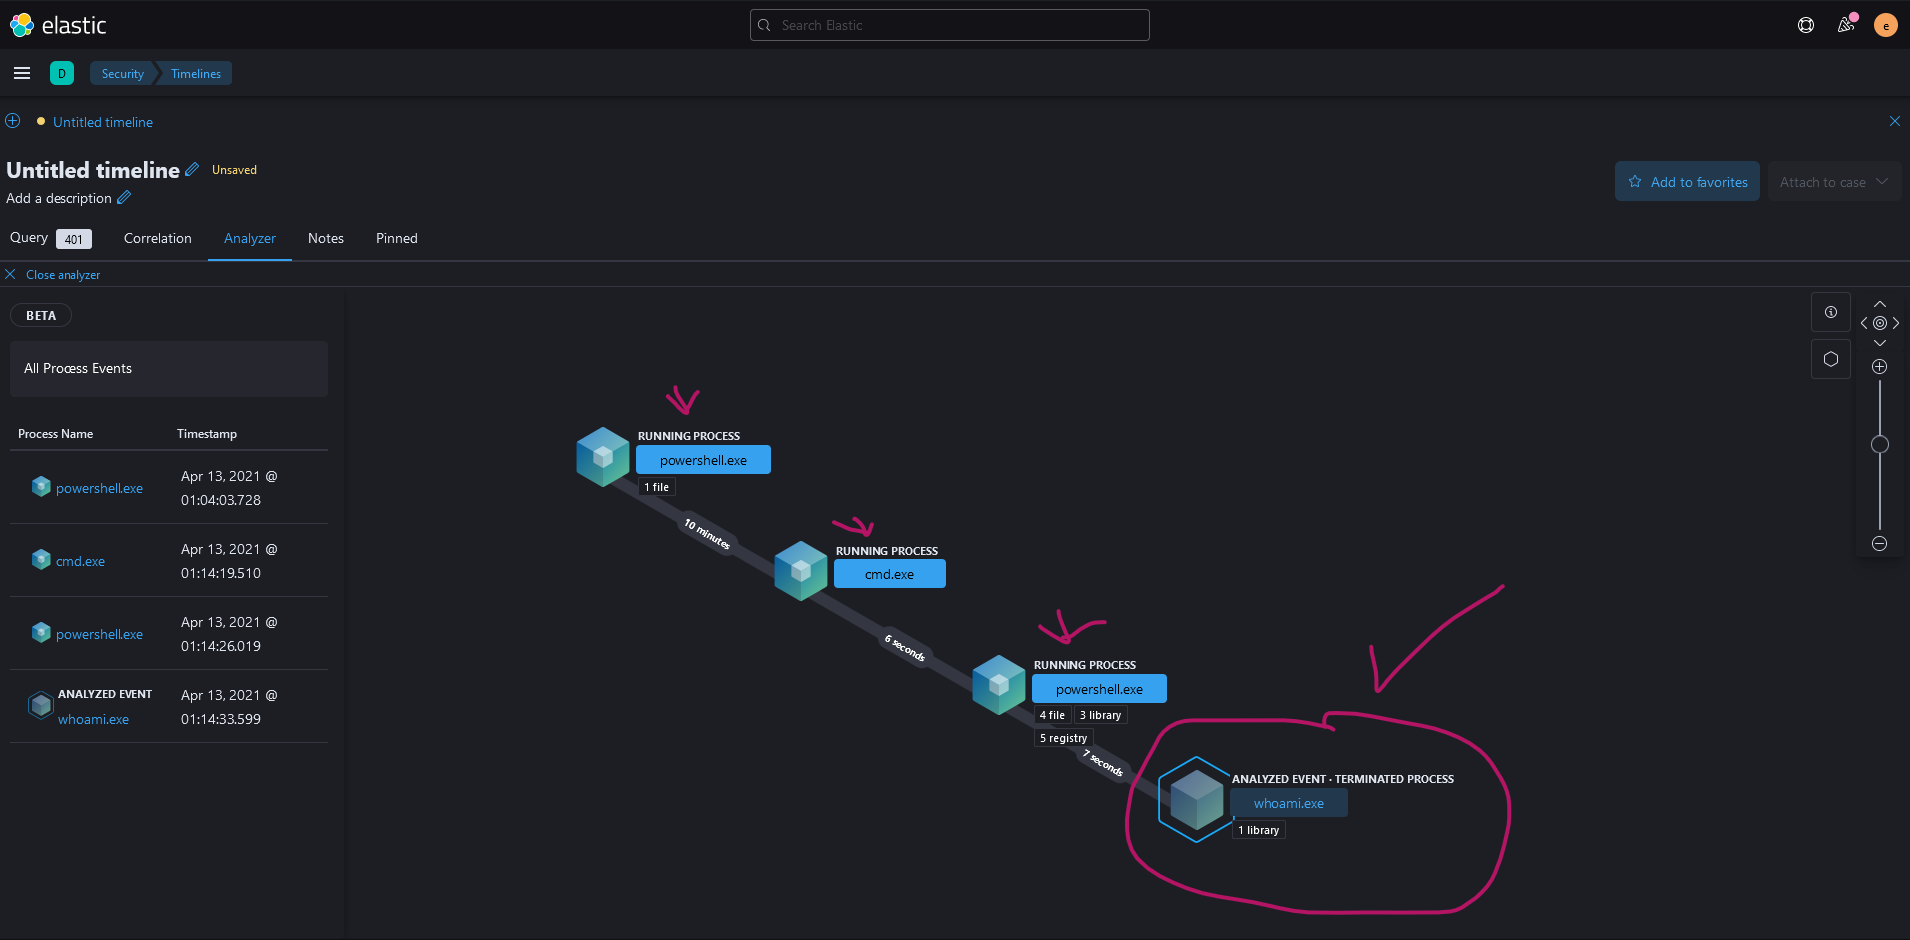 elastic
Search Elastic
e
D
Security
Timelines
Untitled timeline
Untitled timeline
Unsaved
Add a description
Add to favorites
Attach to case
Query 401
Correlation
Analyzer
Notes
Pinned
Close analyzer
BETA
All Process Events
Process Name
Timestamp
powershell.exe
Apr 13, 2021 @
01:04:03.728
cmd.exe
Apr 13, 2021 @
01:14:19.510
powershell.exe
Apr 13, 2021 @
01:14:26.019
ANALYZED EVENT
whoami.exe
Apr 13, 2021 @
01:14:33.599
RUNNING PROCESS
powershell.exe
1 file
10 minutes
RUNNING PROCESS
cmd.exe
6 seconds
RUNNING PROCESS
powershell.exe
4 file
3 library
5 registry
7 seconds
ANALYZED EVENT · TERMINATED PROCESS
whoami.exe
1 library